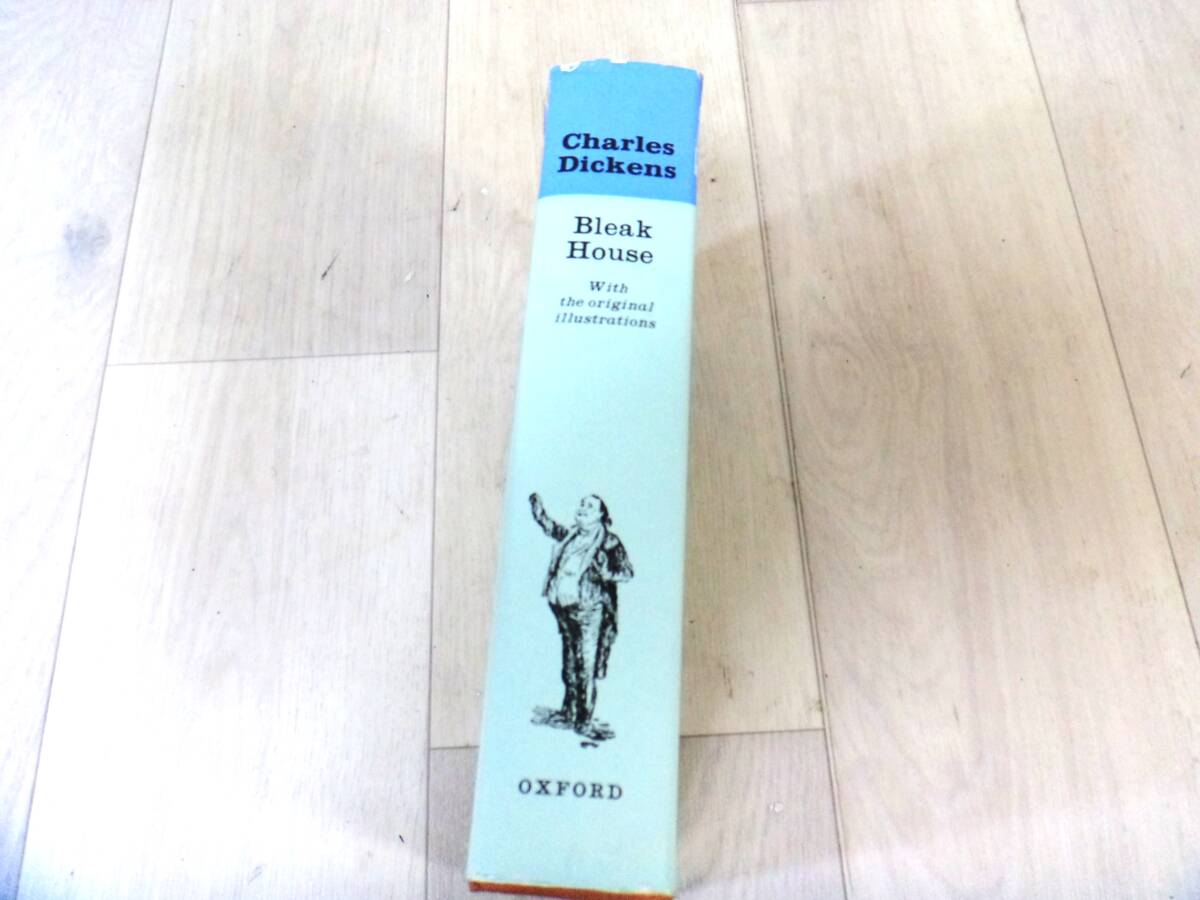 Charles
Dickens
Bleak
House
With
the original
illustrations
OXFORD